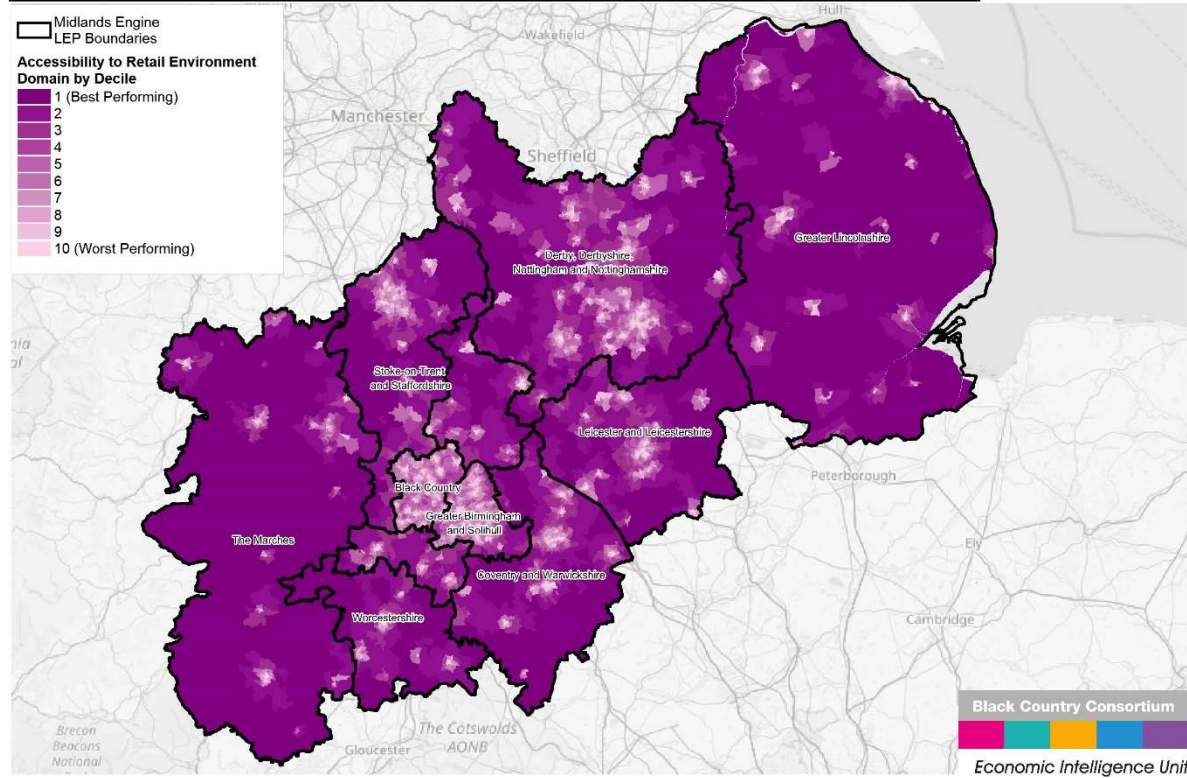 Midlands Engine
LEP Boundaries
Accessibility to Retail Environment
Domain by Decile
1 (Best Performing)
2
3
4
5
6
7
8
9
10 (Worst Performing)
Hull
Wakefield
Manchester
Sheffield
Greater Lincolnshire
Derby, Derbyshire,
Nottingham and Nottinghamshire
Stoke-on-Trent
and Staffordshire
Leicester and Leicestershire
Peterborough
Black Country
Greater Birmingham
and Solihull
The Marches
Ely
Coventry and Warwickshire
Worcestershire
Cambridge
The Cotswolds
AONB
Gloucester
Brecon
Beacons
National
Black Country Consortium
Economic Intelligence Unit